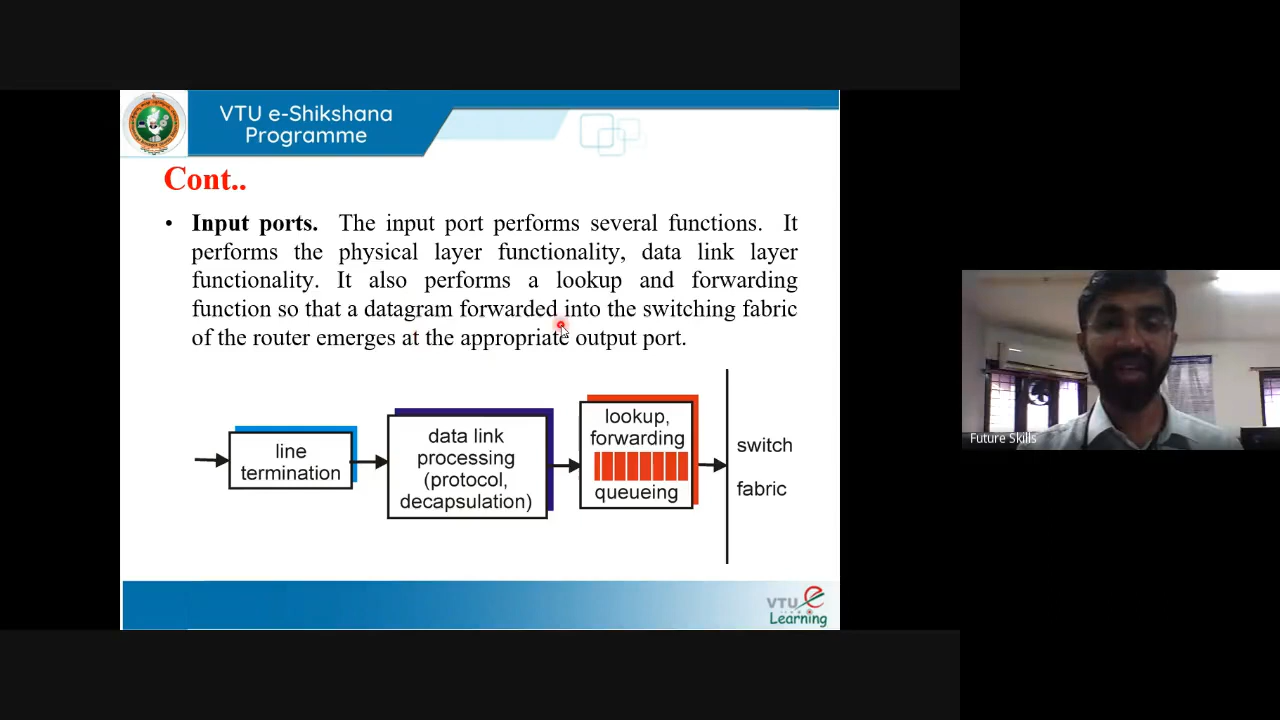 VTU e-Shikshana
Programme
Cont..
• Input ports. The input port performs several functions. It
performs the physical layer functionality, data link layer
functionality. It also performs a lookup and forwarding
function so that a datagram forwarded into the switching fabric
of the router emerges at the appropriate output port.
line
termination
data link
processing
(protocol,
decapsulation)
lookup,
forwarding
queueing
switch
fabric
VTU e
Learning
Future Skills